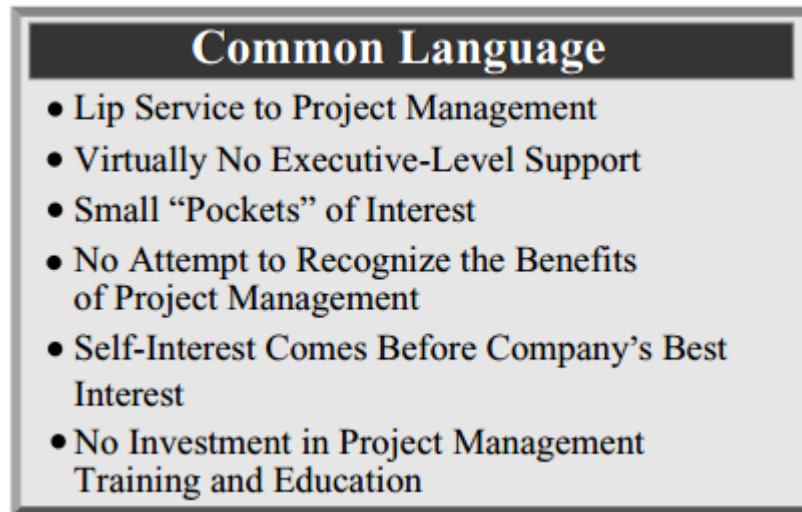 Common Language
• Lip Service to Project Management
• Virtually No Executive-Level Support
• Small “Pockets” of Interest
• No Attempt to Recognize the Benefits
of Project Management
• Self-Interest Comes Before Company’s Best
Interest
• No Investment in Project Management
Training and Education